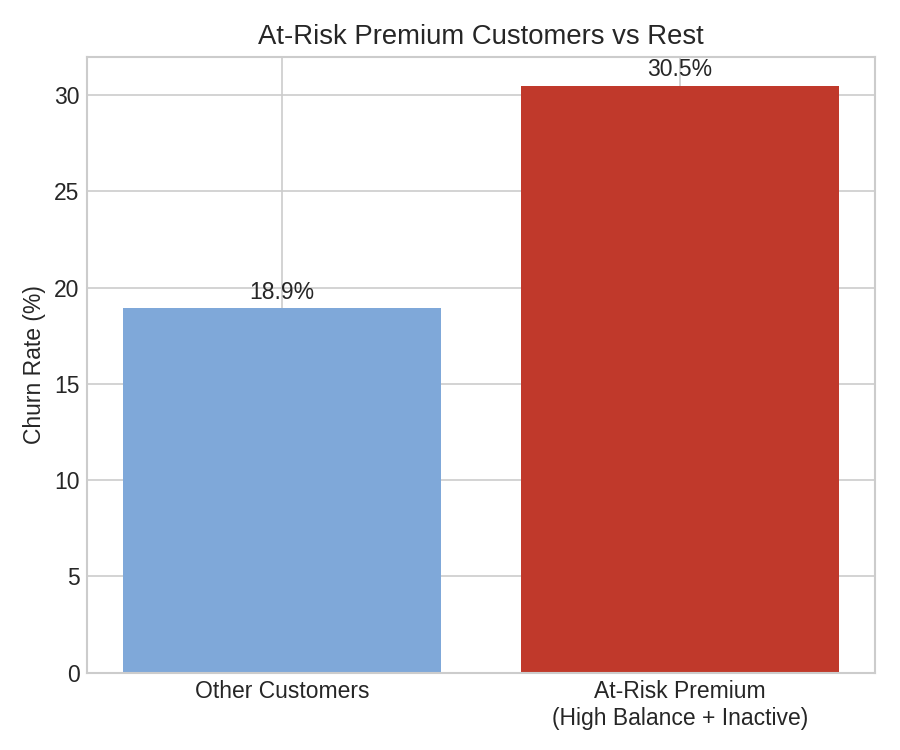 At-Risk Premium Customers vs Rest
Churn Rate (%)
30
25
20
15
10
5
0
18.9%
30.5%
Other Customers
At-Risk Premium
(High Balance + Inactive)